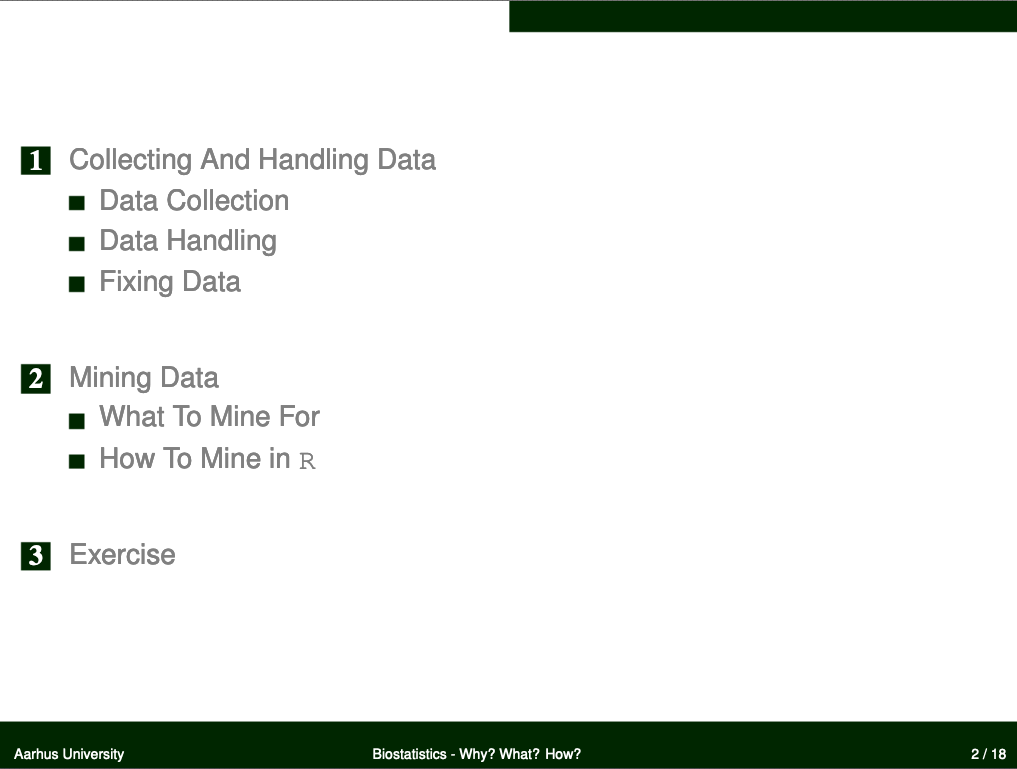 1 Collecting And Handling Data
Data Collection
Data Handling
Fixing Data
2 Mining Data
What To Mine For
How To Mine in R
3 Exercise
Aarhus University Biostatistics - Why? What? How? 2 / 18